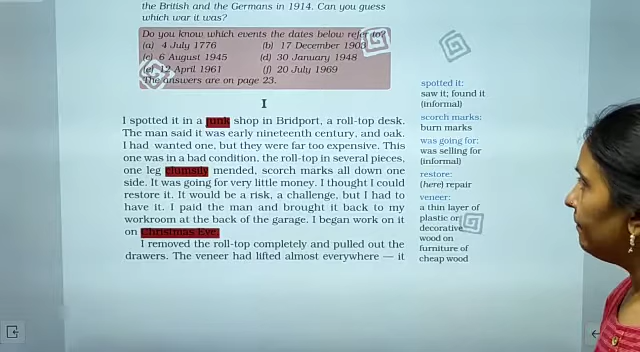 the British and the Germans in 1914. Can you guess
which war it was?
Do you know which events the dates below refer to?
(a) 4 July 1776 (b) 17 December 1903
(c) 6 August 1945 (d) 30 January 1948
(e) 12 April 1961 (f) 20 July 1969
The answers are on page 23.
I
I spotted it in a junk shop in Bridport, a roll-top desk.
The man said it was early nineteenth century, and oak.
I had wanted one, but they were far too expensive. This
one was in a bad condition, the roll-top in several pieces,
one leg clumsily mended, scorch marks all down one
side. It was going for very little money. I thought I could
restore it. It would be a risk, a challenge, but I had to
have it. I paid the man and brought it back to my
workroom at the back of the garage. I began work on it
on Christmas Eve.
I removed the roll-top completely and pulled out the
drawers. The veneer had lifted almost everywhere — it
spotted it:
saw it; found it
(informal)
scorch marks:
burn marks
was going for:
was selling for
(informal)
restore:
(here) repair
veneer:
a thin layer of
plastic or
decorative
wood on
furniture of
cheap wood